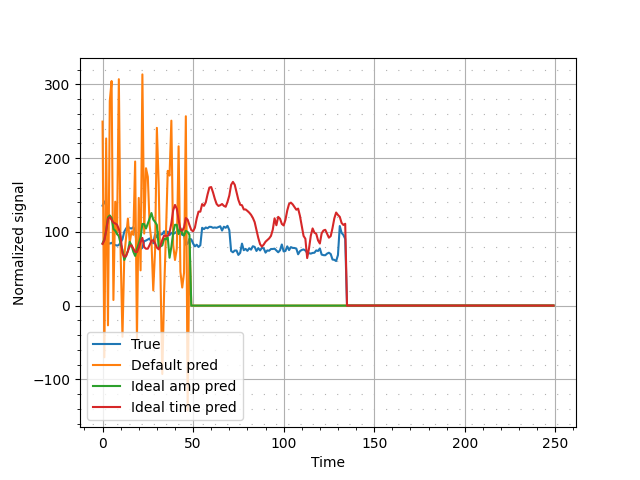 300
200
100
0
−100
Normalized signal
True
Default pred
Ideal amp pred
Ideal time pred
0
50
100
150
200
250
Time